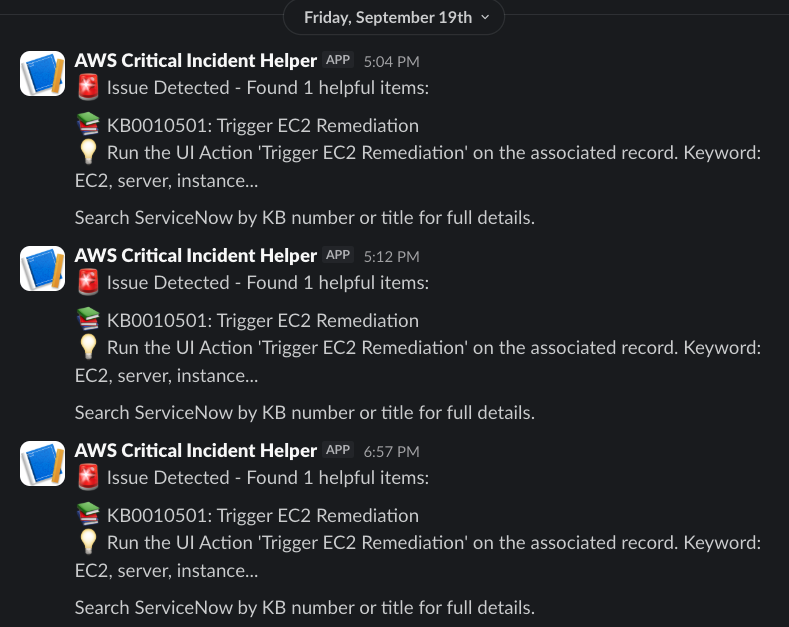 Friday, September 19th
AWS Critical Incident Helper APP 5:04 PM
Issue Detected - Found 1 helpful items:
KB0010501: Trigger EC2 Remediation
Run the UI Action 'Trigger EC2 Remediation' on the associated record. Keyword:
EC2, server, instance...
Search ServiceNow by KB number or title for full details.
AWS Critical Incident Helper APP 5:12 PM
Issue Detected - Found 1 helpful items:
KB0010501: Trigger EC2 Remediation
Run the UI Action 'Trigger EC2 Remediation' on the associated record. Keyword:
EC2, server, instance...
Search ServiceNow by KB number or title for full details.
AWS Critical Incident Helper APP 6:57 PM
Issue Detected - Found 1 helpful items:
KB0010501: Trigger EC2 Remediation
Run the UI Action 'Trigger EC2 Remediation' on the associated record. Keyword:
EC2, server, instance...
Search ServiceNow by KB number or title for full details.